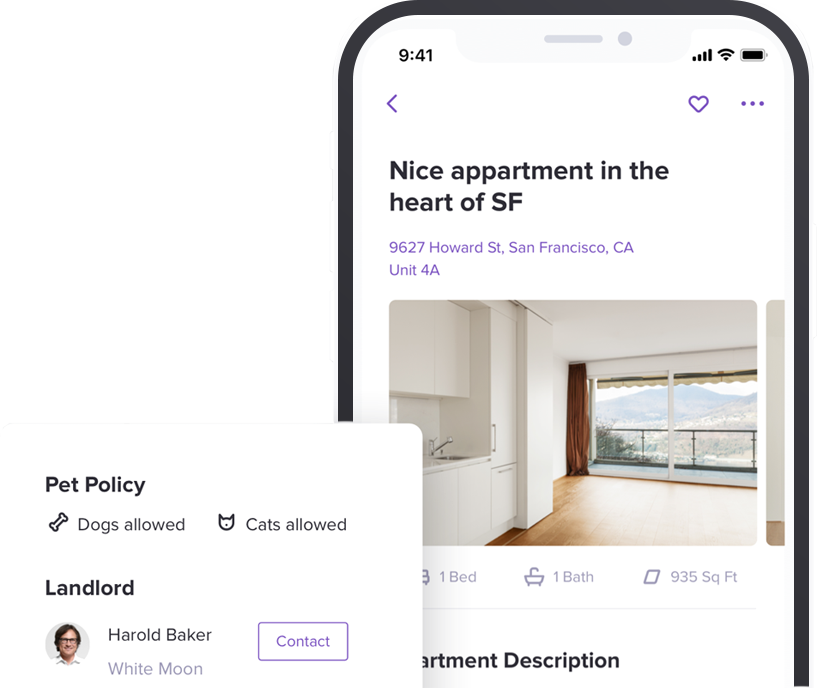 9:41
Nice appartment in the
heart of SF
9627 Howard St, San Francisco, CA
Unit 4A
1 Bed
1 Bath
935 Sq Ft
artment Description
Pet Policy
Dogs allowed
Cats allowed
Landlord
Harold Baker
Contact
White Moon